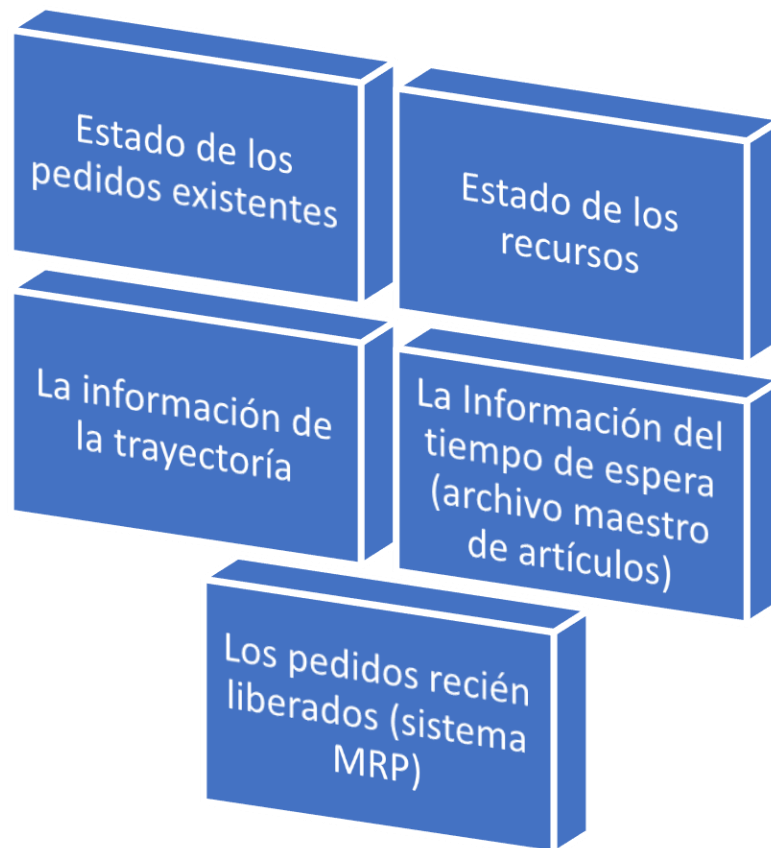 Estado de los
pedidos existentes
Estado de los
recursos
La información de
la trayectoría
La Información del
tiempo de espera
(archivo maestro
de artículos)
Los pedidos recién
liberados (sistema
MRP)